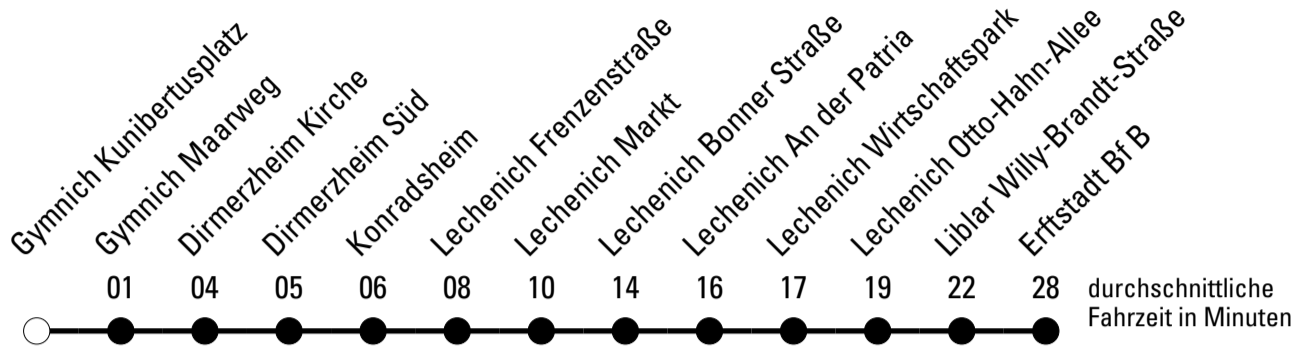 Gymnich Kunibertusplatz
Gymnich Maarweg
Dirmerzheim Kirche
Dirmerzheim Süd
Konradsheim
Lechenich Frenzenstraße
Lechenich Markt
Lechenich Bonner Straße
Lechenich An der Patria
Lechenich Wirtschaftspark
Lechenich Otto-Hahn-Allee
Liblar Willy-Brandt-Straße
Erftstadt Bf B
01 04 05 06 08 10 14 16 17 19 22 28
durchschnittliche
Fahrzeit in Minuten